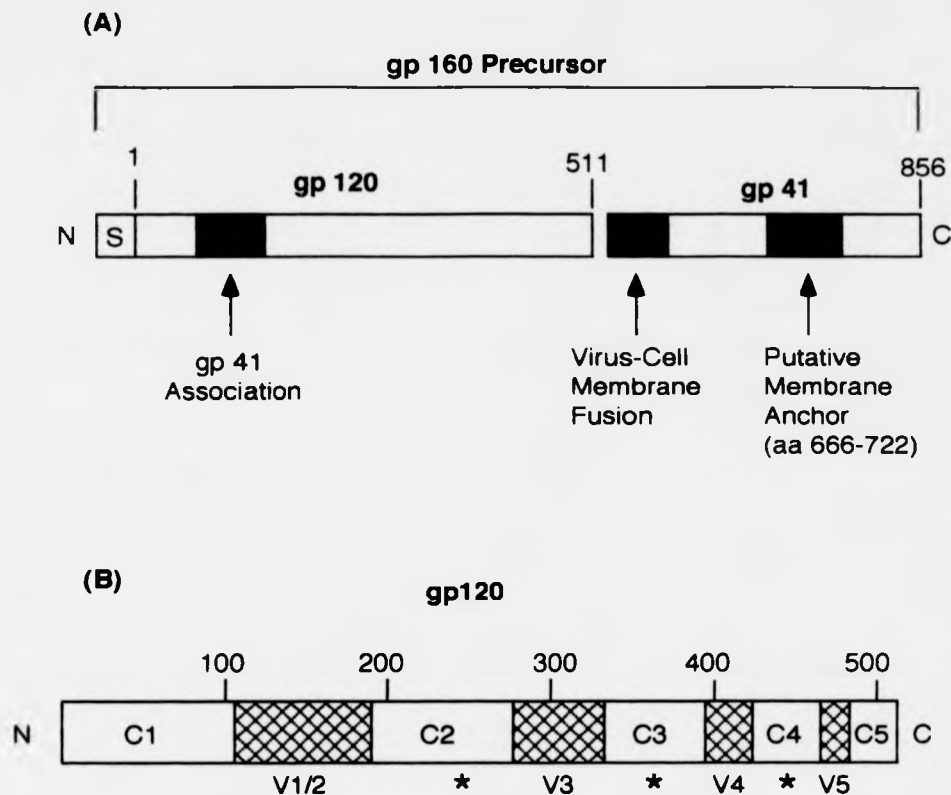 (A)
gp 160 Precursor
1
gp 120
511
gp 41
856
N
S
C
gp 41
Association
Virus-Cell
Membrane
Fusion
Putative
Membrane
Anchor
(aa 666-722)
(B)
gp120
100 200 300 400 500
N C1 C2 C3 C4 C5 C
V1/2 * V3 * V4 * V5